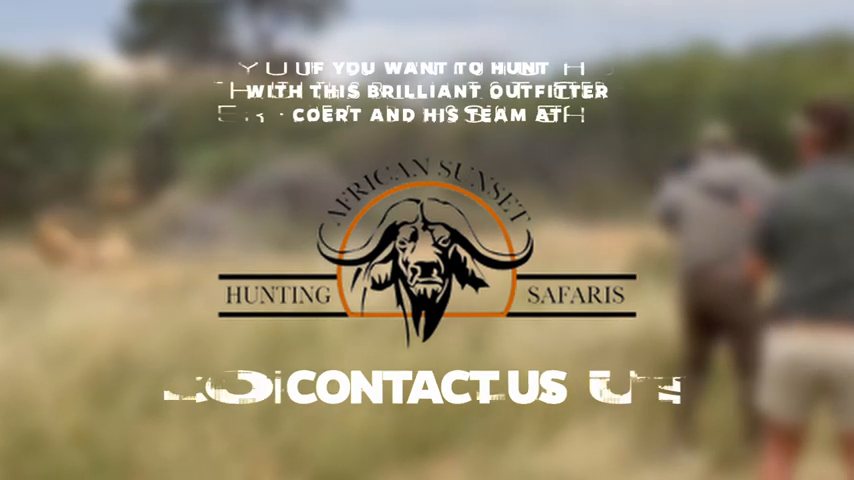 IF YOU WANT TO HUNT
WITH THIS BRILLIANT OUTFITTER
COERT AND HIS TEAM AT
AFRICAN SUNSET
HUNTING SAFARIS
CONTACT US